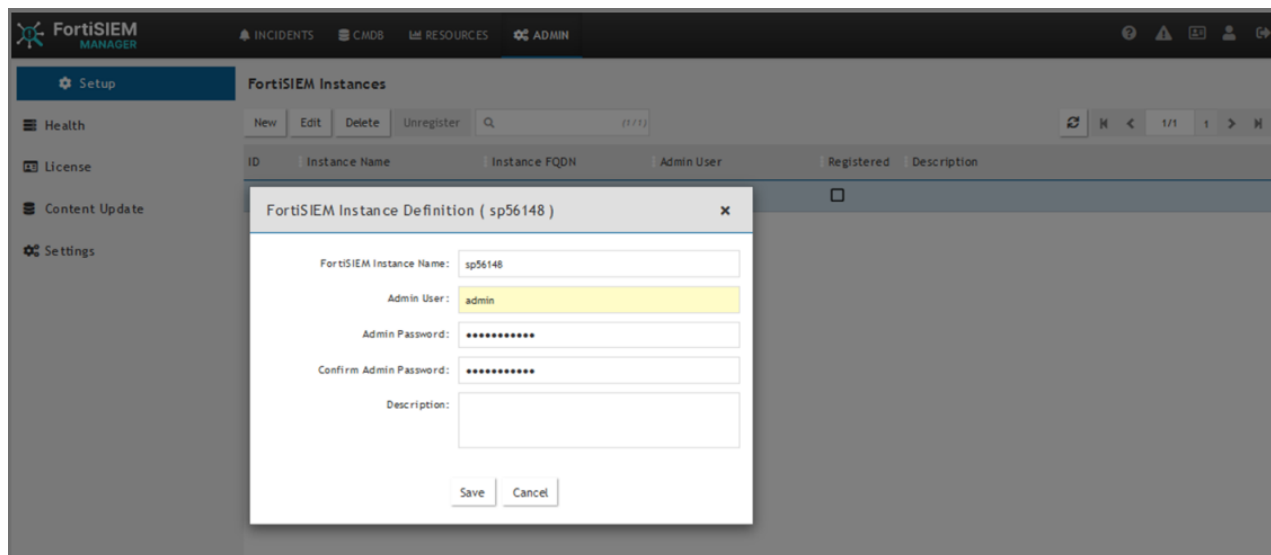 FortiSIEM
MANAGER
INCIDENTS CMDB RESOURCES ADMIN
Setup
Health
License
Content Update
Settings
FortiSIEM Instances
New Edit Delete Unregister (1/1) 1/1 1
ID Instance Name Instance FQDN Admin User Registered Description
FortiSIEM Instance Definition ( sp56148 )
FortiSIEM Instance Name: sp56148
Admin User: admin
Admin Password: •••••••••••
Confirm Admin Password: •••••••••••
Description:
Save Cancel